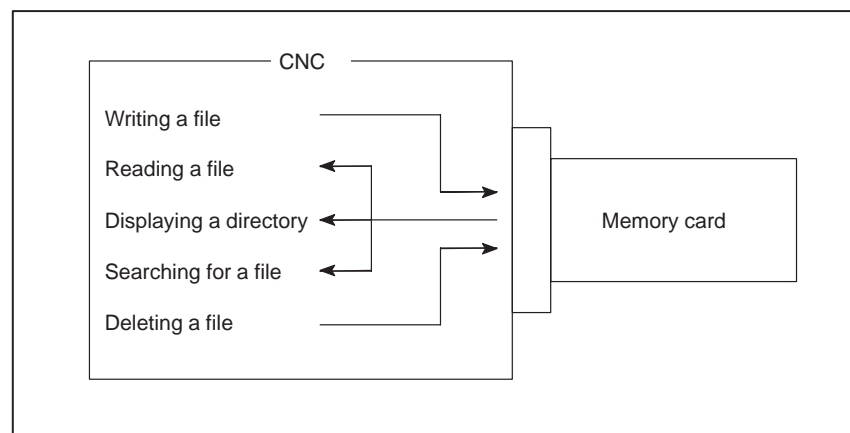 CNC
Writing a file
Reading a file
Displaying a directory
Searching for a file
Deleting a file
Memory card